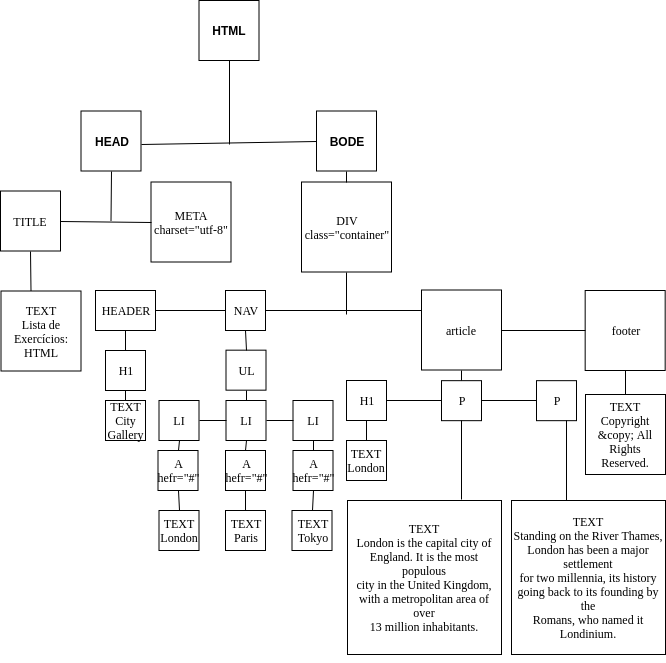 HTML
HEAD
BODE
TITLE
META
charset="utf-8"
DIV
class="container"
TEXT
Lista de
Exercícios:
HTML
HEADER
NAV
article
footer
H1
UL
TEXT
City
Gallery
LI
LI
LI
H1
P
P
TEXT
Copyright
&copy; All
Rights
Reserved.
A
hefr="#"
A
hefr="#"
A
hefr="#"
TEXT
London
TEXT
London
TEXT
Paris
TEXT
Tokyo
TEXT
London is the capital city of
England. It is the most
populous
city in the United Kingdom,
with a metropolitan area of
over
13 million inhabitants.
TEXT
Standing on the River Thames,
London has been a major
settlement
for two millennia, its history
going back to its founding by
the
Romans, who named it
Londinium.